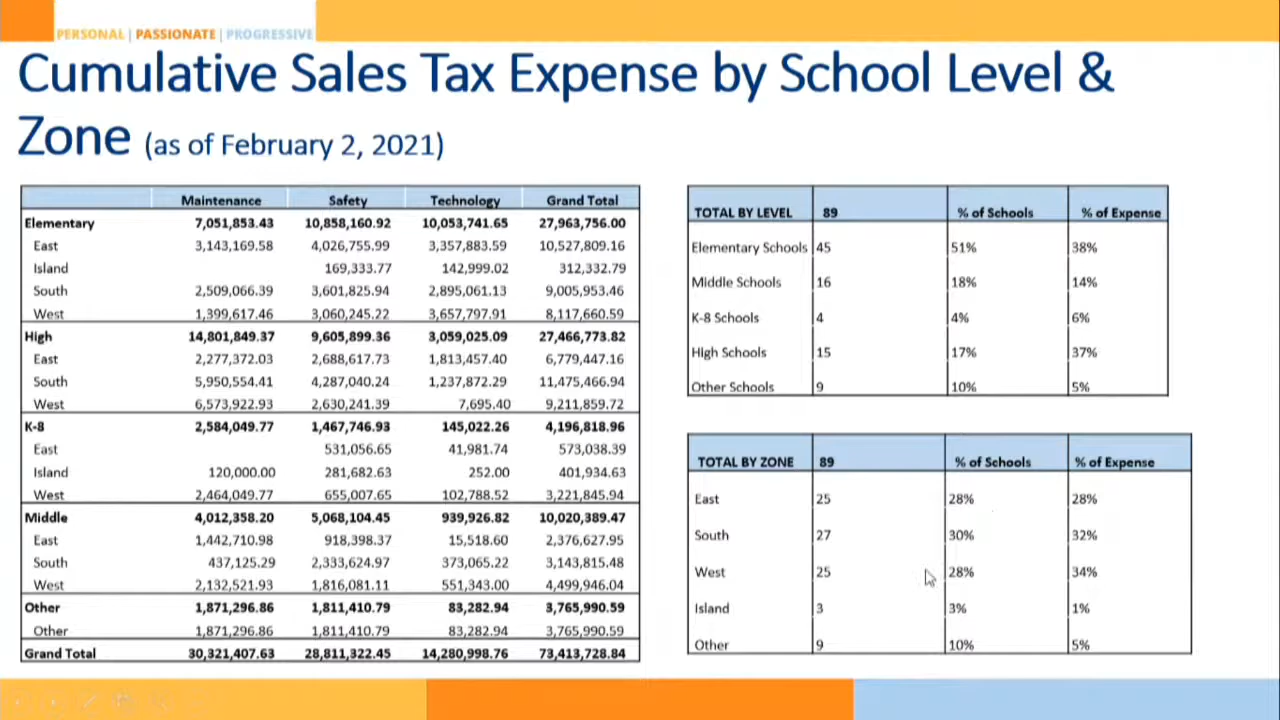 PERSONAL | PASSIONATE | PROGRESSIVE
Cumulative Sales Tax Expense by School Level &
Zone (as of February 2, 2021)
Maintenance Safety Technology Grand Total
Elementary 7,051,853.43 10,858,160.92 10,053,741.65 27,963,756.00
East 3,143,169.58 4,026,755.99 3,357,883.59 10,527,809.16
Island 169,333.77 142,999.02 312,332.79
South 2,509,066.39 3,601,825.94 2,895,061.13 9,005,953.46
West 1,399,617.46 3,060,245.22 3,657,797.91 8,117,660.59
High 14,801,849.37 9,605,899.36 3,059,025.09 27,466,773.82
East 2,277,372.03 2,688,617.73 1,813,457.40 6,779,447.16
South 5,950,554.41 4,287,040.24 1,237,872.29 11,475,466.94
West 6,573,922.93 2,630,241.39 7,695.40 9,211,859.72
K-8 2,584,049.77 1,467,746.93 145,022.26 4,196,818.96
East 531,056.65 41,981.74 573,038.39
Island 120,000.00 281,682.63 252.00 401,934.63
West 2,464,049.77 655,007.65 102,788.52 3,221,845.94
Middle 4,012,358.20 5,068,104.45 939,926.82 10,020,389.47
East 1,442,710.98 918,398.37 15,518.60 2,376,627.95
South 437,125.29 2,333,624.97 373,065.22 3,143,815.48
West 2,132,521.93 1,816,081.11 551,343.00 4,499,946.04
Other 1,871,296.86 1,811,410.79 83,282.94 3,765,990.59
Other 1,871,296.86 1,811,410.79 83,282.94 3,765,990.59
Grand Total 30,321,407.63 28,811,322.45 14,280,998.76 73,413,728.84
TOTAL BY LEVEL 89 % of Schools % of Expense
Elementary Schools 45 51% 38%
Middle Schools 16 18% 14%
K-8 Schools 4 4% 6%
High Schools 15 17% 37%
Other Schools 9 10% 5%
TOTAL BY ZONE 89 % of Schools % of Expense
East 25 28% 28%
South 27 30% 32%
West 25 28% 34%
Island 3 3% 1%
Other 9 10% 5%